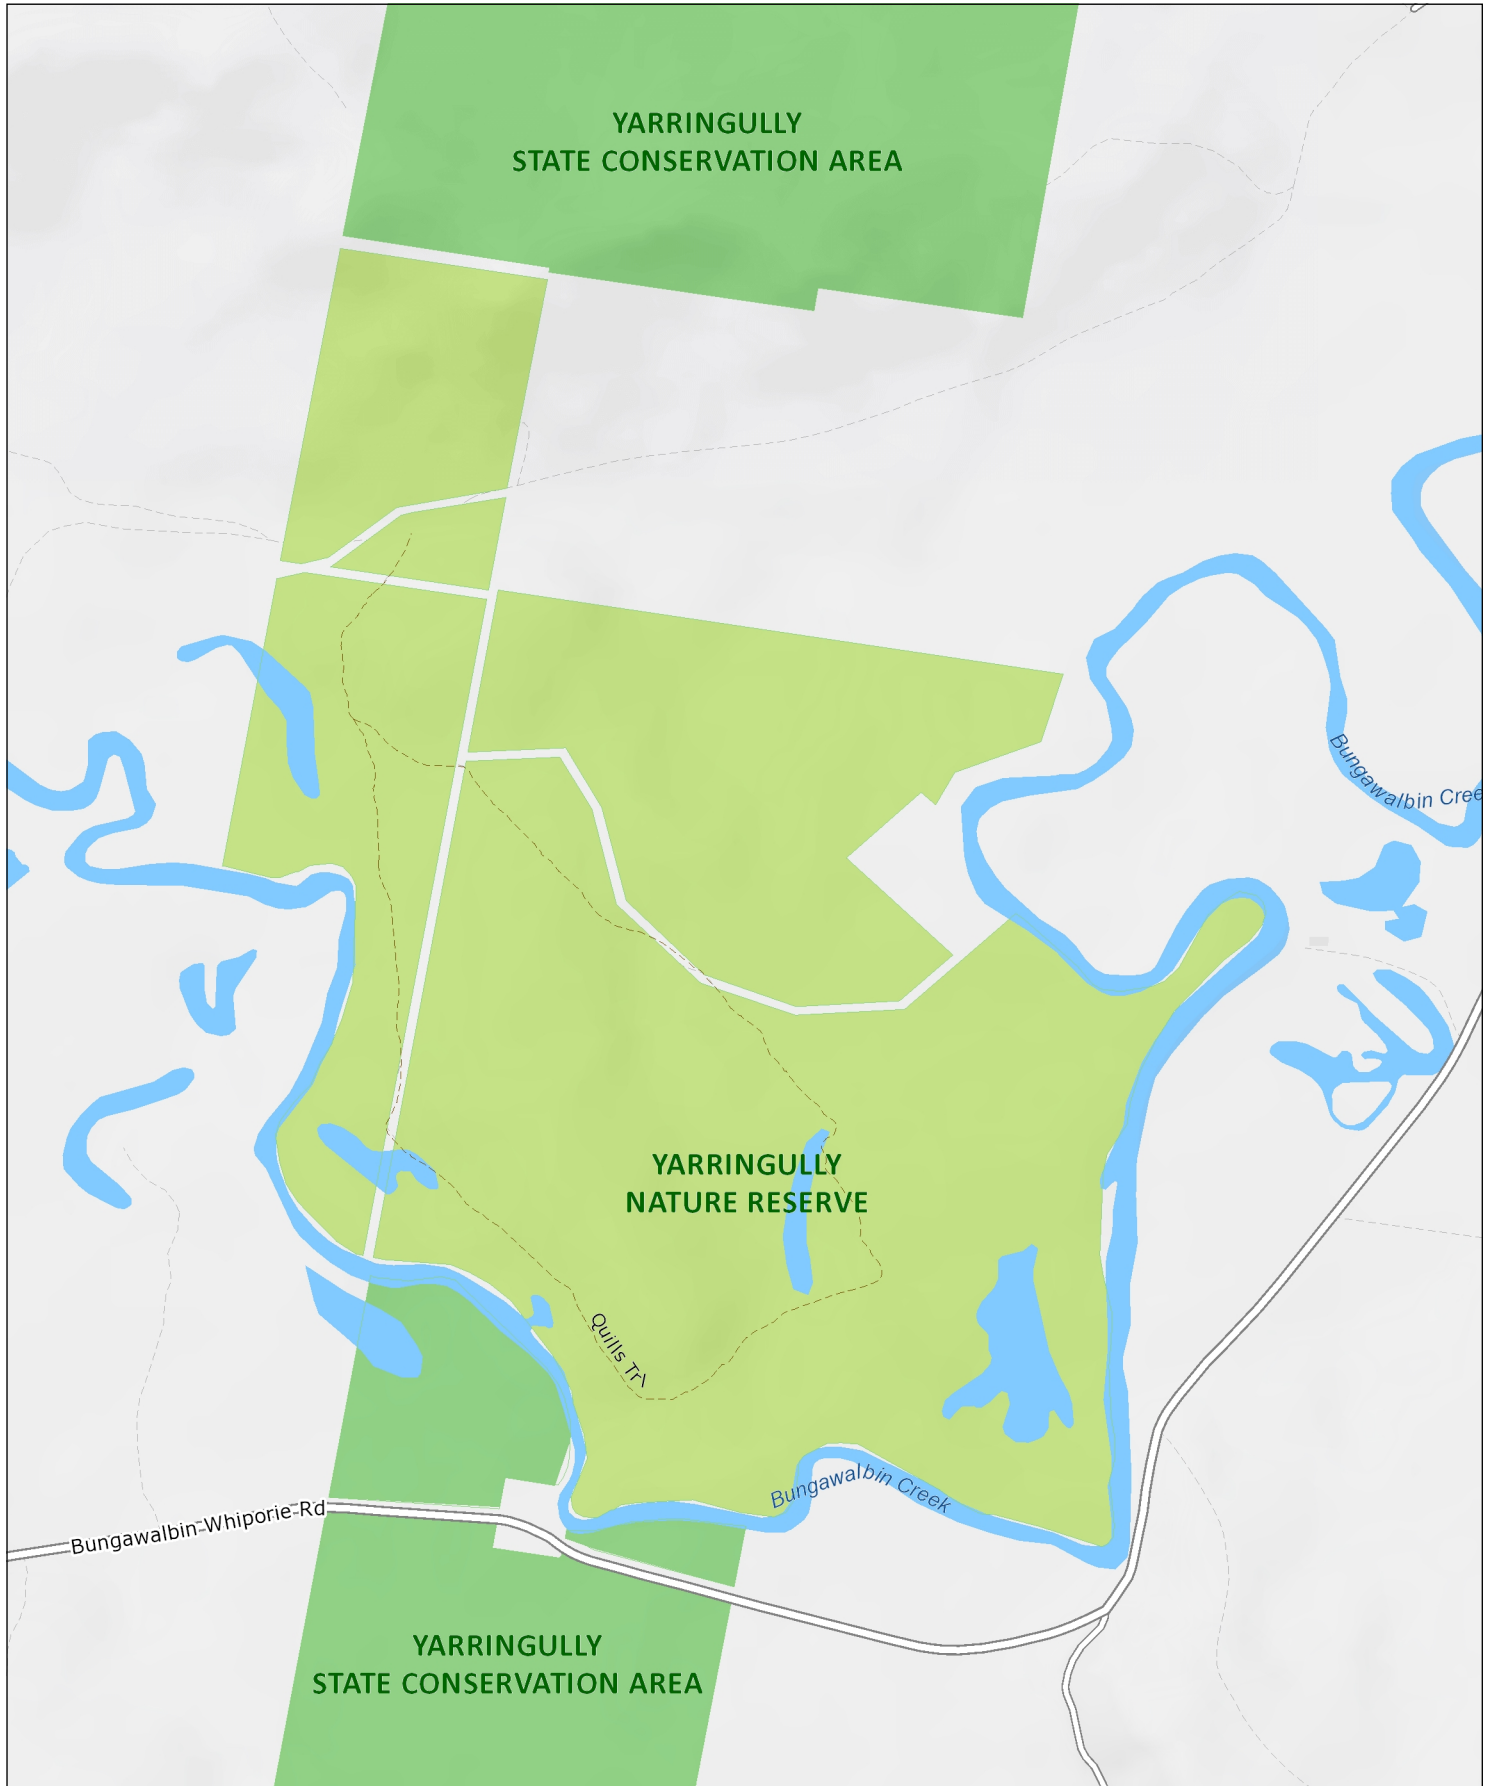 YARRINGULLY
STATE CONSERVATION AREA
Bungawalbin Cree
YARRINGULLY
NATURE RESERVE
Quills Trl
Bungawalbin Creek
Bungawalbin-Whiporie-Rd
YARRINGULLY
STATE CONSERVATION AREA